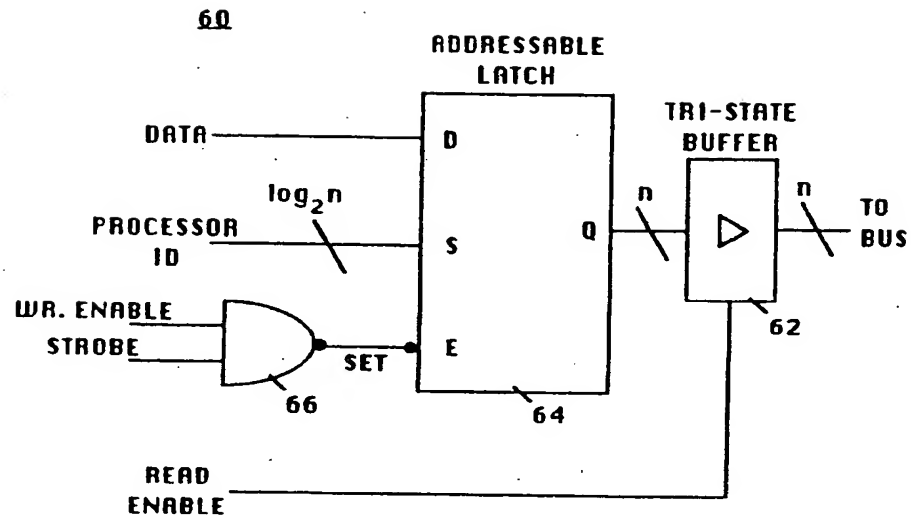 60
ADDRESSABLE
LATCH
TRI-STATE
BUFFER
DATA
D
log₂n
n
n
PROCESSOR
ID
S
Q
TO
BUS
WR. ENABLE
STROBE
SET
E
62
66
64
READ
ENABLE